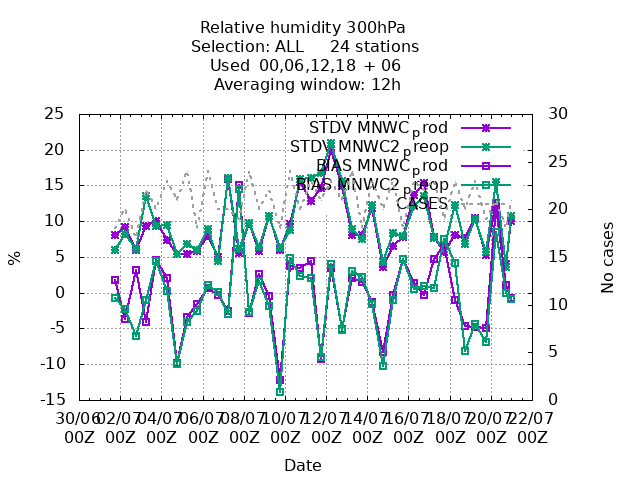 Relative humidity 300hPa
Selection: ALL     24 stations
Used  00,06,12,18 + 06
Averaging window: 12h
25
20
15
10
5
0
-5
-10
-15
%
30
25
20
15
10
5
0
No cases
STDV MNWC_prod
STDV MNWC2_preop
BIAS MNWC_prod
BIAS MNWC2_preop
CASES
30/06 02/07 04/07 06/07 08/07 10/07 12/07 14/07 16/07 18/07 20/07 22/07
00Z 00Z 00Z 00Z 00Z 00Z 00Z 00Z 00Z 00Z 00Z 00Z
Date